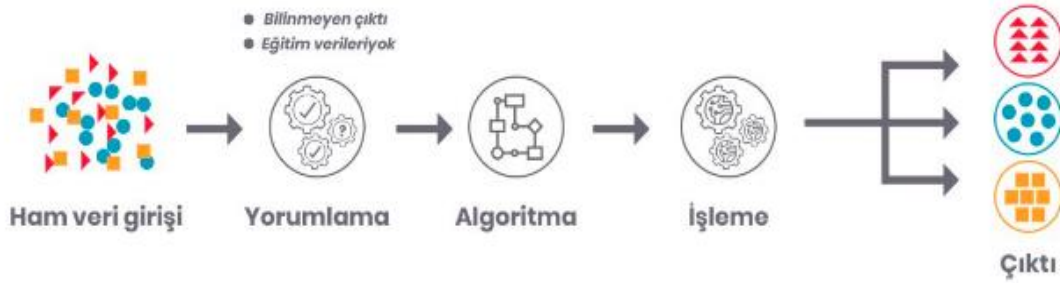 ● Bilinmeyen çıktı
● Eğitim verileriyok
?
Ham veri girişi
Yorumlama
Algoritma
İşleme
Çıktı